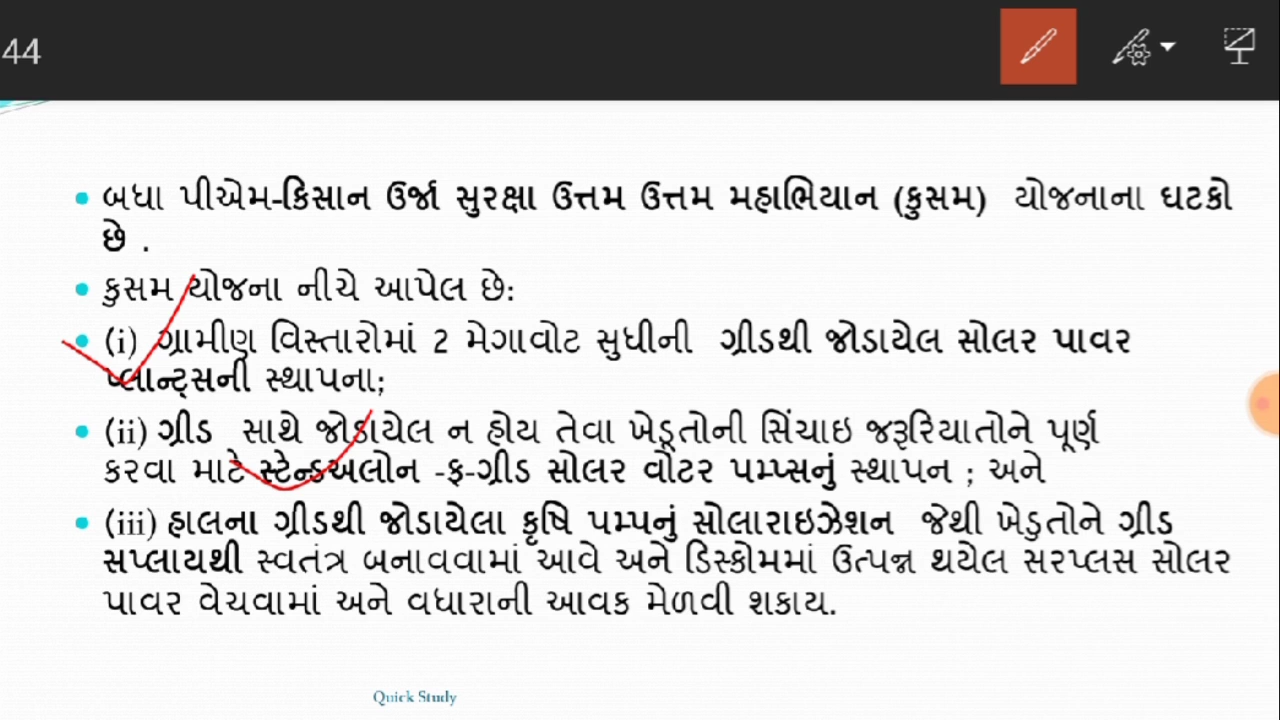 44
• બધા પીએમ-કિસાન ઉર્જા સુરક્ષા ઉત્તમ ઉત્તમ મહાભિયાન (કુસમ) યોજનાના ઘટકો
છે .
• કુસમ યોજના નીચે આપેલ છે:
• (i) ગ્રામીણ વિસ્તારોમાં 2 મેગાવોટ સુધીની ગ્રીડથી જોડાયેલ સોલર પાવર
પ્લાન્ટ્સની સ્થાપના;
• (ii) ગ્રીડ સાથે જોડાયેલ ન હોય તેવા ખેડૂતોની સિંચાઇ જરૂરિયાતોને પૂર્ણ
કરવા માટે સ્ટેન્ડઅલોન -ફ-ગ્રીડ સોલર વોટર પમ્પ્સનું સ્થાપન ; અને
• (iii) હાલના ગ્રીડથી જોડાયેલા કૃષિ પમ્પનું સોલારાઇઝેશન જેથી ખેડુતોને ગ્રીડ
સપ્લાયથી સ્વતંત્ર બનાવવામાં આવે અને ડિસ્કોમમાં ઉત્પન્ન થયેલ સરપ્લસ સોલર
પાવર વેચવામાં અને વધારાની આવક મેળવી શકાય.
Quick Study